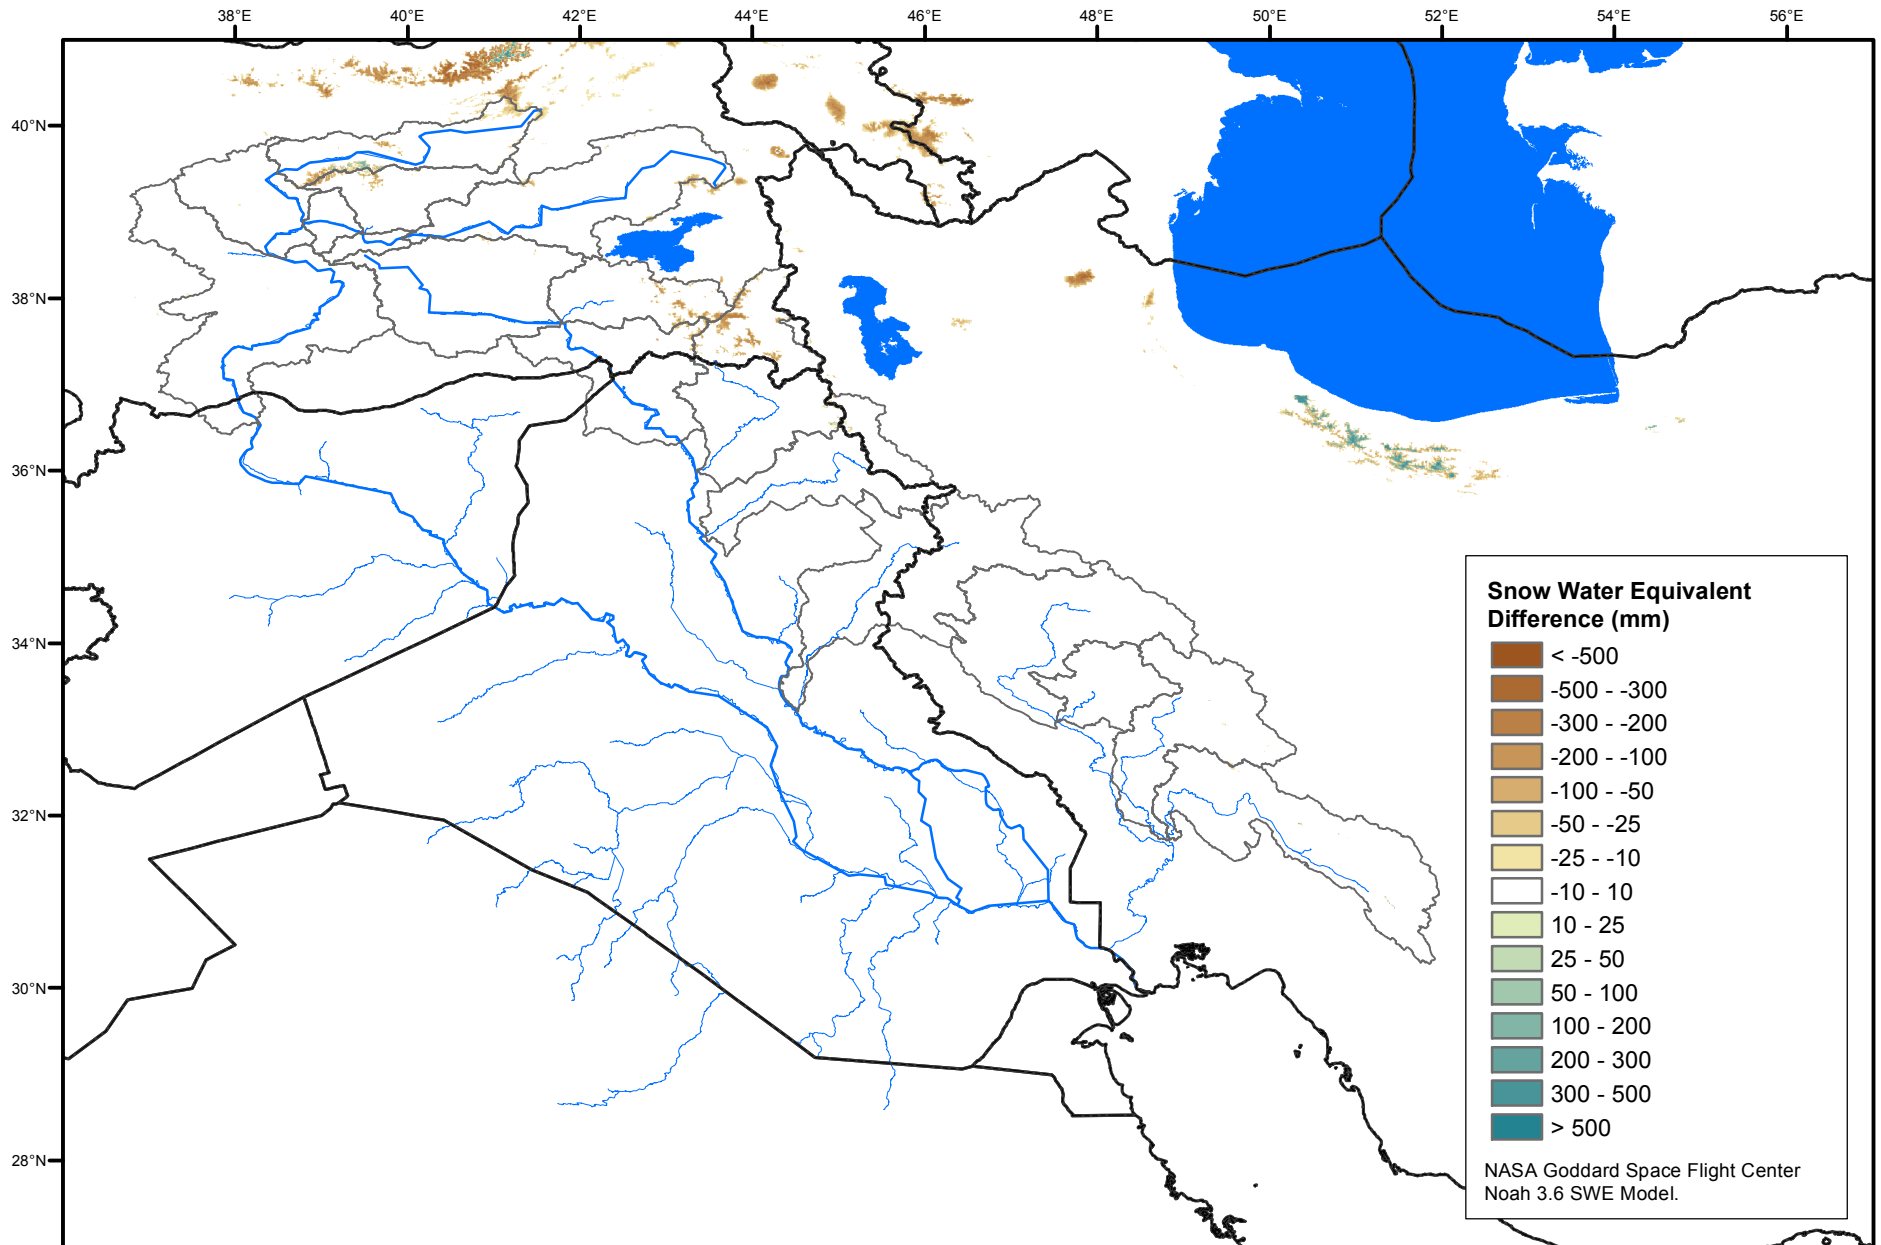 38°E 40°E 42°E 44°E 46°E 48°E 50°E 52°E 54°E 56°E
40°N
38°N
36°N
34°N
32°N
30°N
28°N
Snow Water Equivalent
Difference (mm)
< -500
-500 - -300
-300 - -200
-200 - -100
-100 - -50
-50 - -25
-25 - -10
-10 - 10
10 - 25
25 - 50
50 - 100
100 - 200
200 - 300
300 - 500
> 500
NASA Goddard Space Flight Center
Noah 3.6 SWE Model.